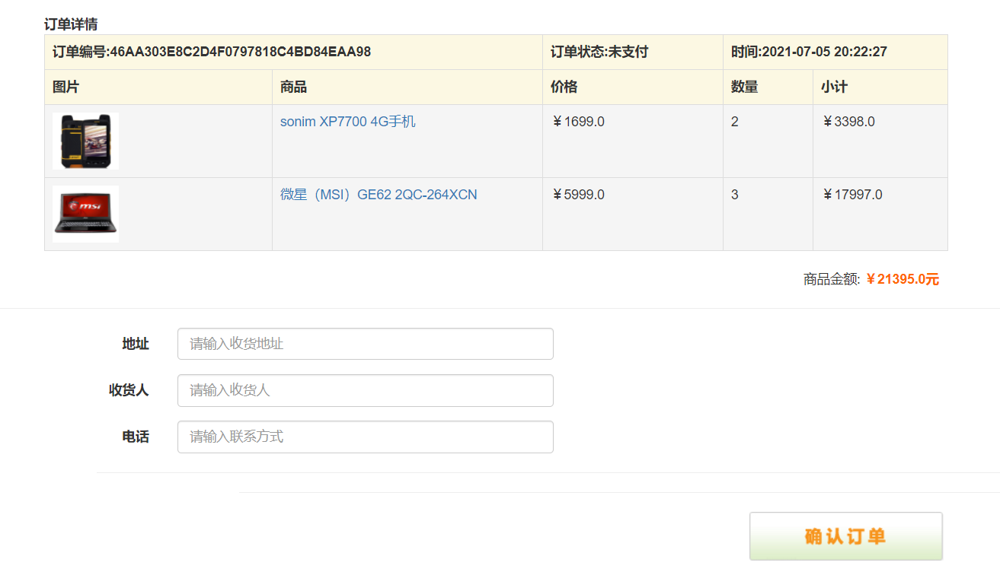 订单详情
订单编号:46AA303E8C2D4F0797818C4BD84EAA98 订单状态:未支付 时间:2021-07-05 20:22:27
图片 商品 价格 数量 小计
sonim XP7700 4G手机 ￥1699.0 2 ￥3398.0
微星（MSI）GE62 2QC-264XCN ￥5999.0 3 ￥17997.0
msi
商品金额: ￥21395.0元
地址 请输入收货地址
收货人 请输入收货人
电话 请输入联系方式
确认订单